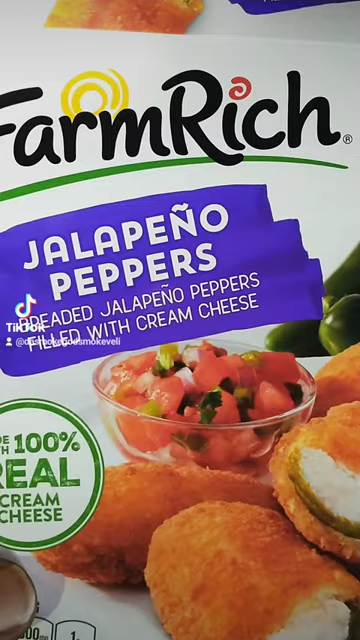 FarmRich®
JALAPEÑO
PEPPERS
BREADED JALAPEÑO PEPPERS
FILLED WITH CREAM CHEESE
TikTok
100%
REAL
CREAM
CHEESE